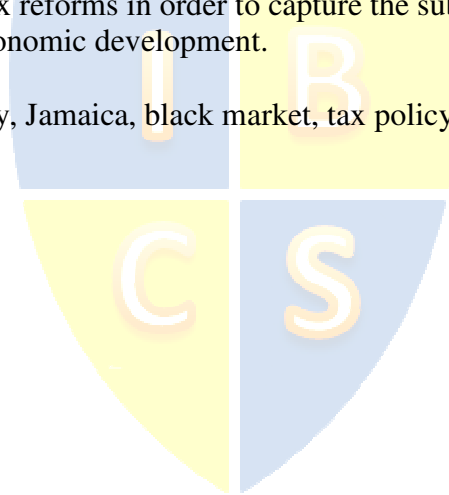 x reforms in order to capture the sub
onomic development.
y, Jamaica, black market, tax policy
I B
C S